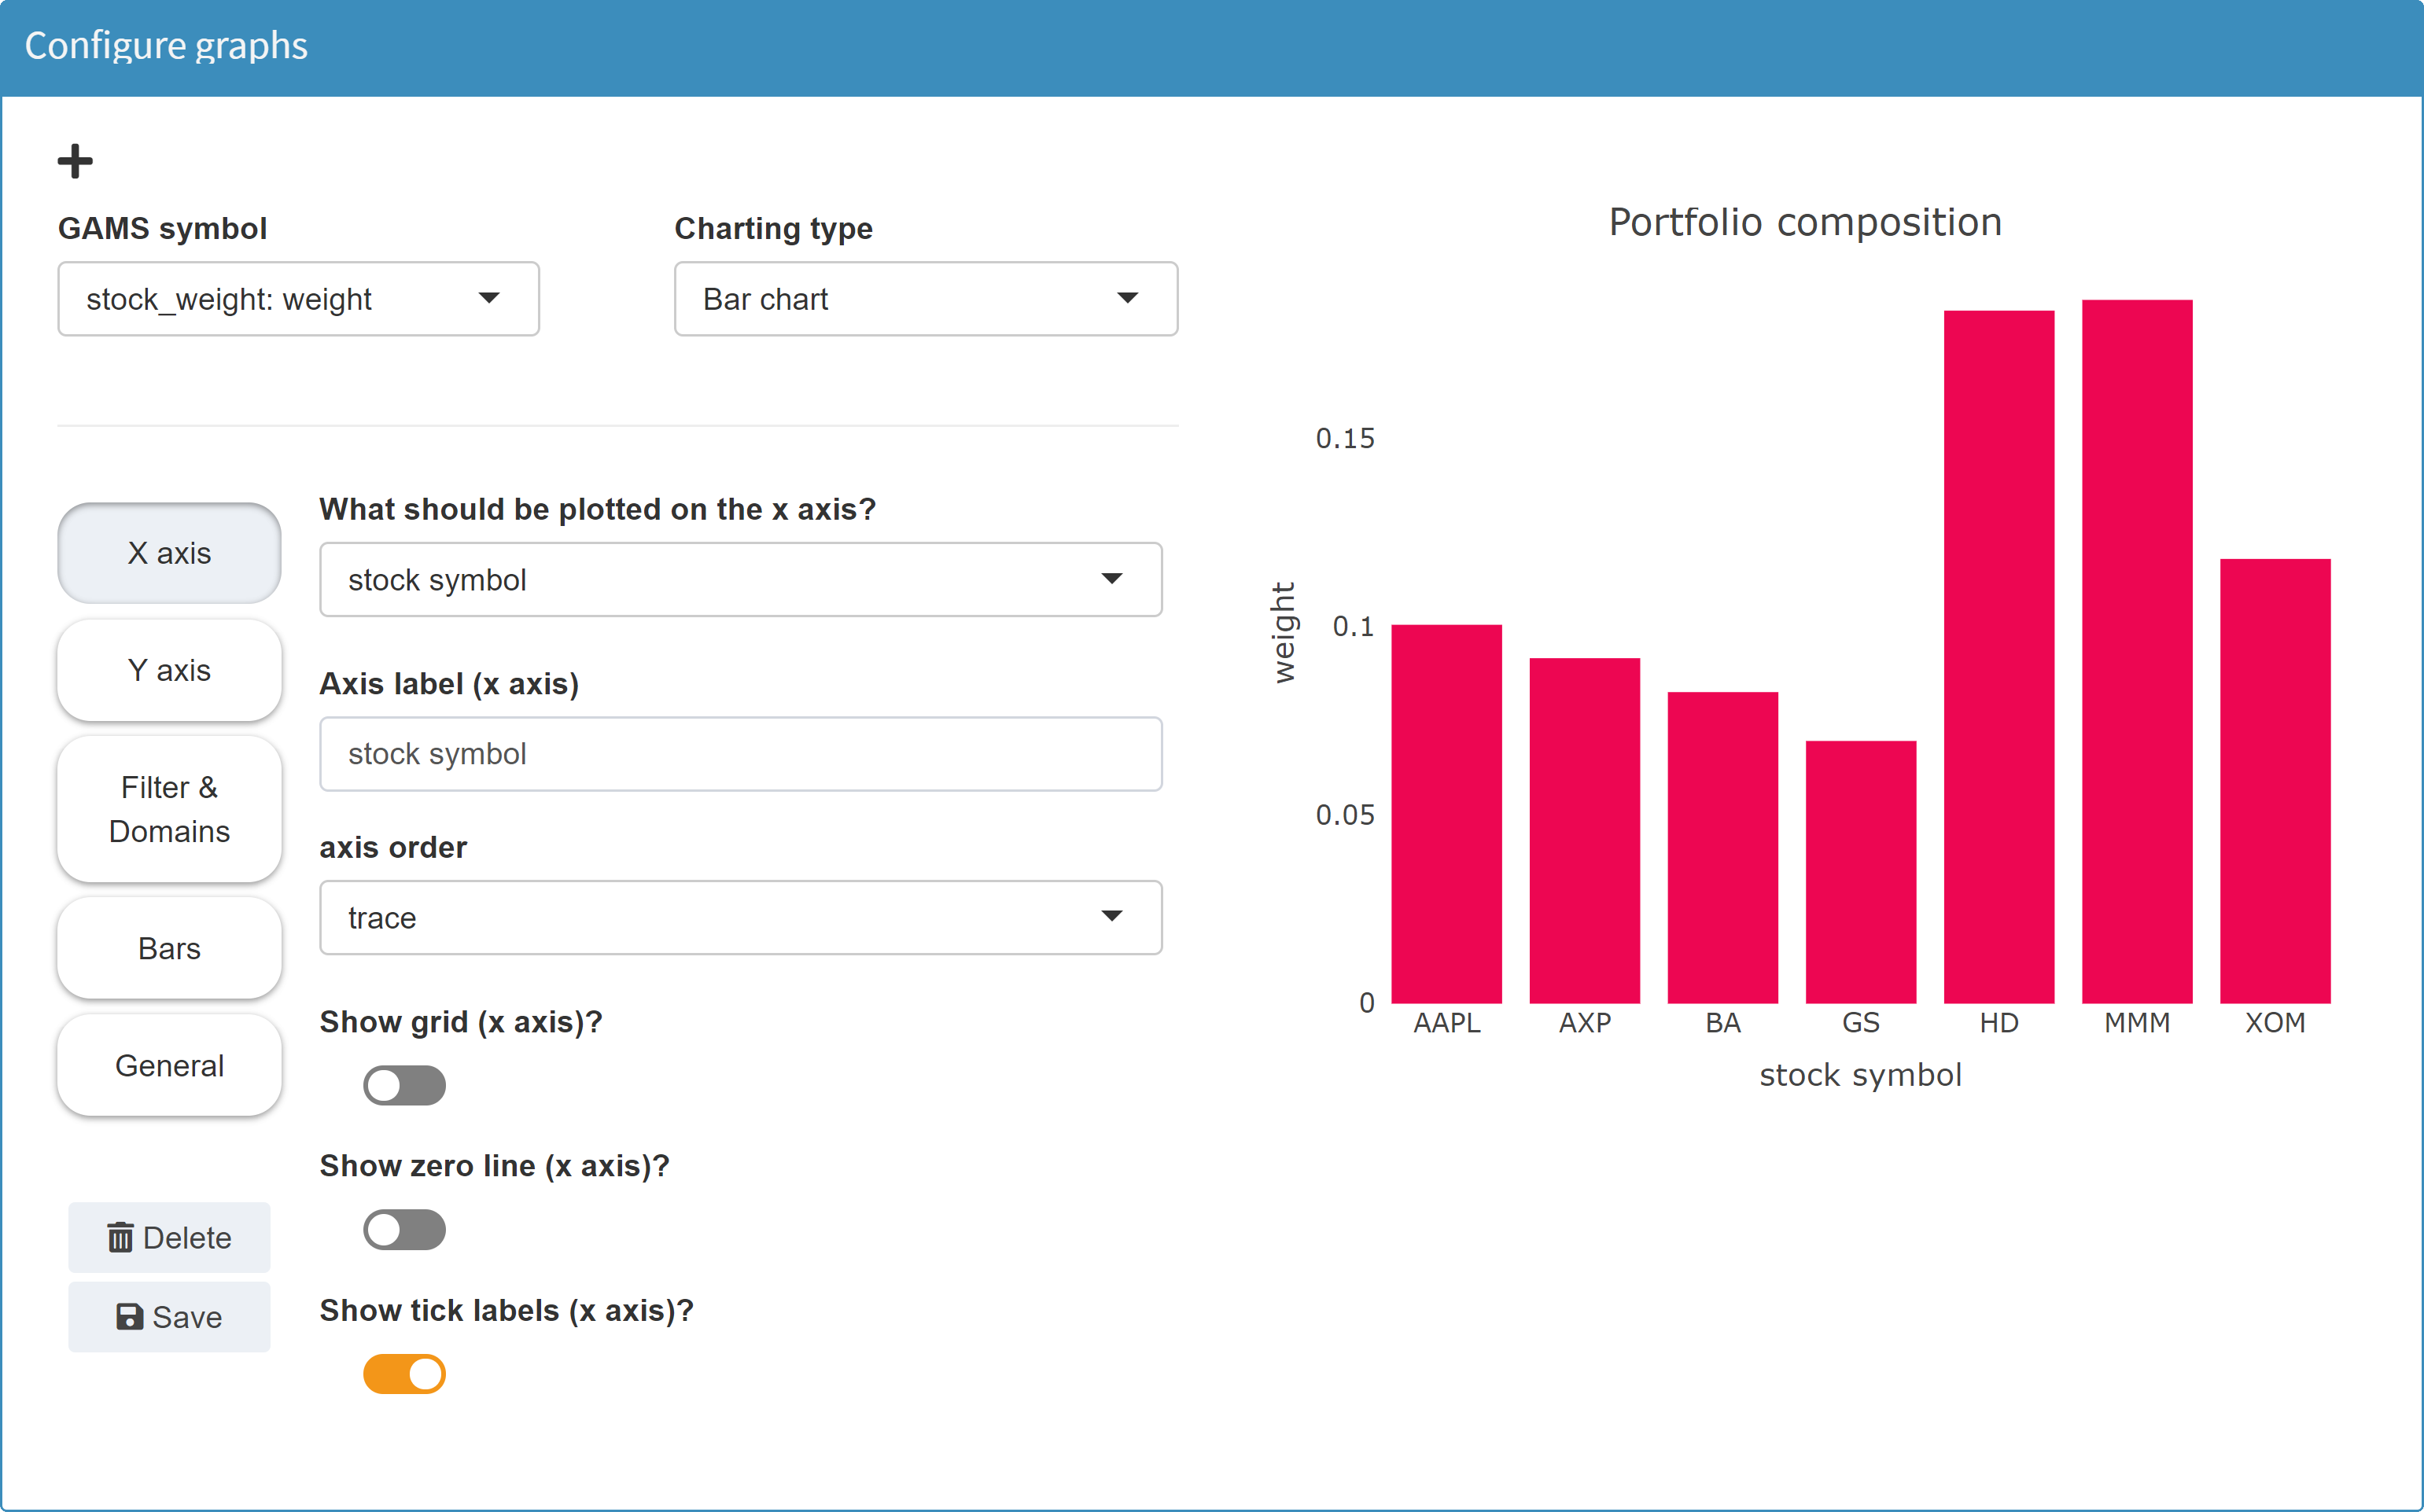 Configure graphs
GAMS symbol
stock_weight: weight
Charting type
Bar chart
X axis
Y axis
Filter &
Domains
Bars
General
Delete
Save
What should be plotted on the x axis?
stock symbol
Axis label (x axis)
stock symbol
axis order
trace
Show grid (x axis)?
Show zero line (x axis)?
Show tick labels (x axis)?
Portfolio composition
weight
0.15
0.1
0.05
0
AAPL AXP BA GS HD MMM XOM
stock symbol